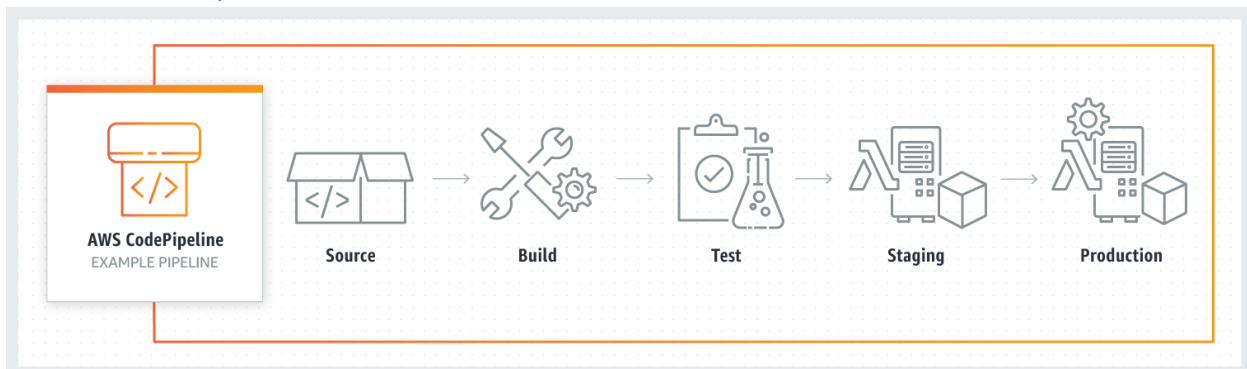 </>
AWS CodePipeline
EXAMPLE PIPELINE
</>
Source
Build
Test
Staging
Production